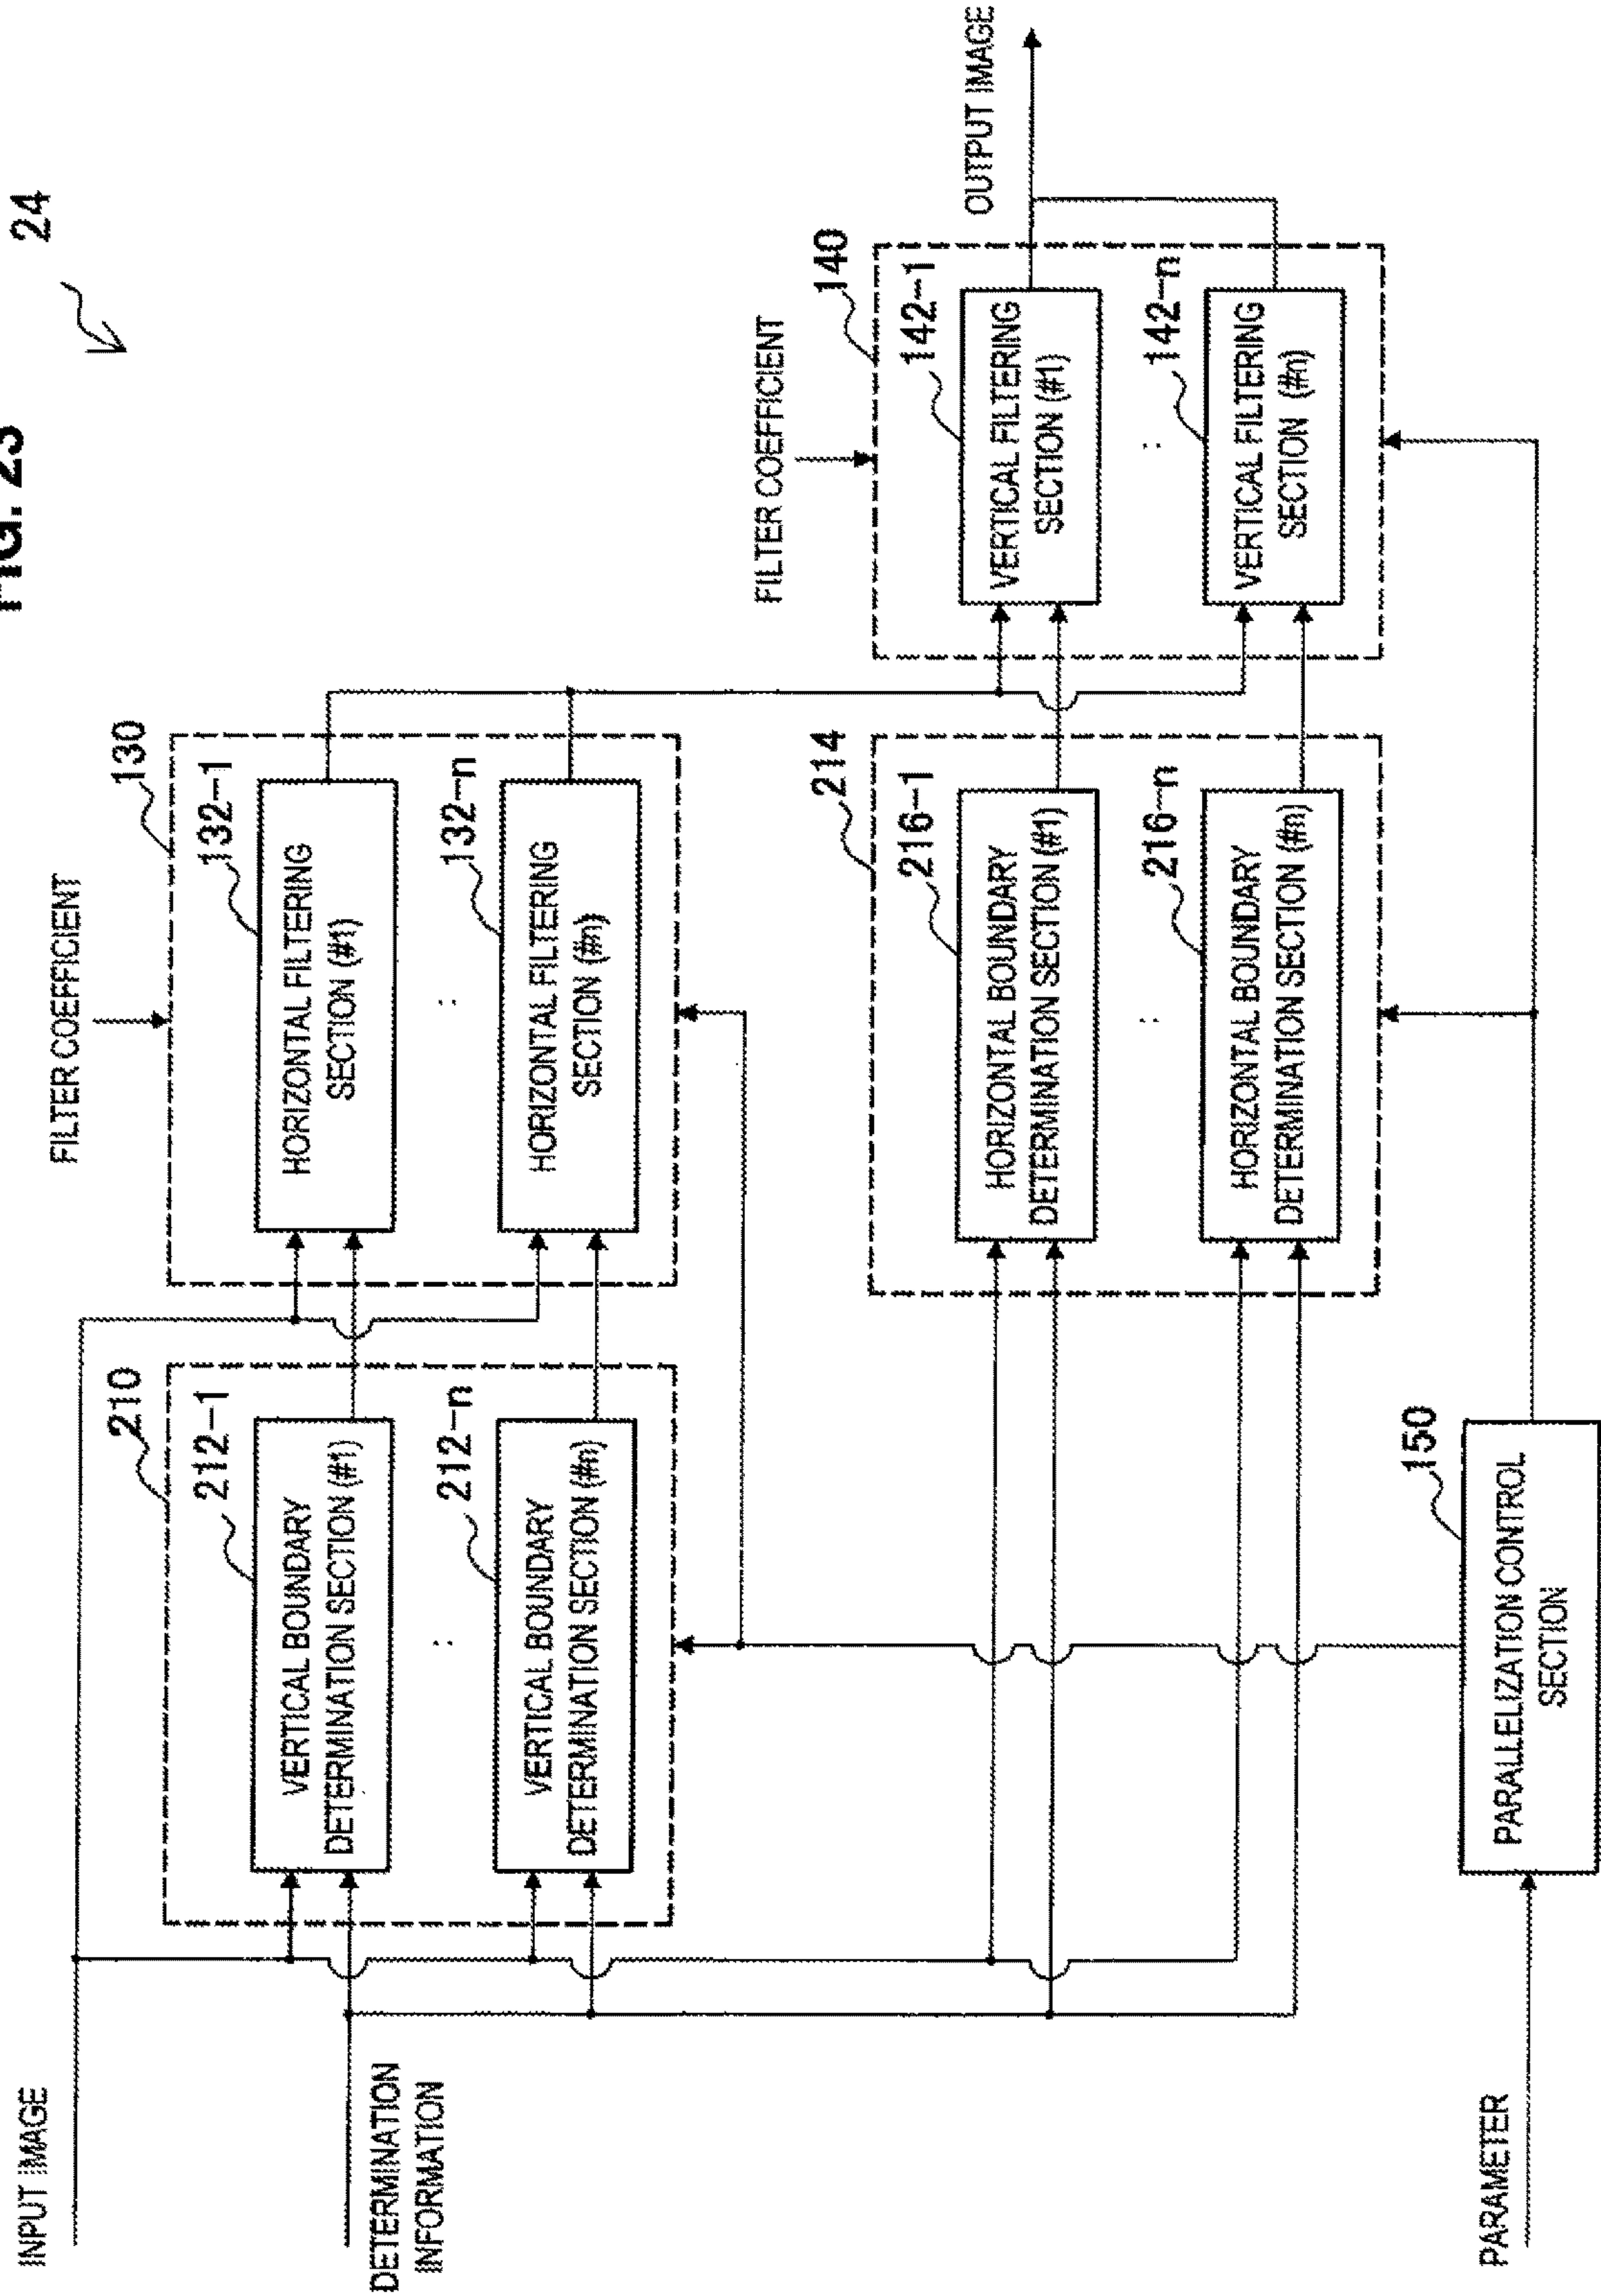 FIG. 23
24
INPUT IMAGE
DETERMINATION
INFORMATION
PARAMETER
210
212-1
VERTICAL BOUNDARY
DETERMINATION SECTION (#1)
:
212-n
VERTICAL BOUNDARY
DETERMINATION SECTION (#n)
FILTER COEFFICIENT
130
132-1
HORIZONTAL FILTERING
SECTION (#1)
:
132-n
HORIZONTAL FILTERING
SECTION (#n)
214
216-1
HORIZONTAL BOUNDARY
DETERMINATION SECTION (#1)
:
216-n
HORIZONTAL BOUNDARY
DETERMINATION SECTION (#n)
FILTER COEFFICIENT
140
142-1
VERTICAL FILTERING
SECTION (#1)
:
142-n
VERTICAL FILTERING
SECTION (#n)
OUTPUT IMAGE
150
PARALLELIZATION CONTROL
SECTION